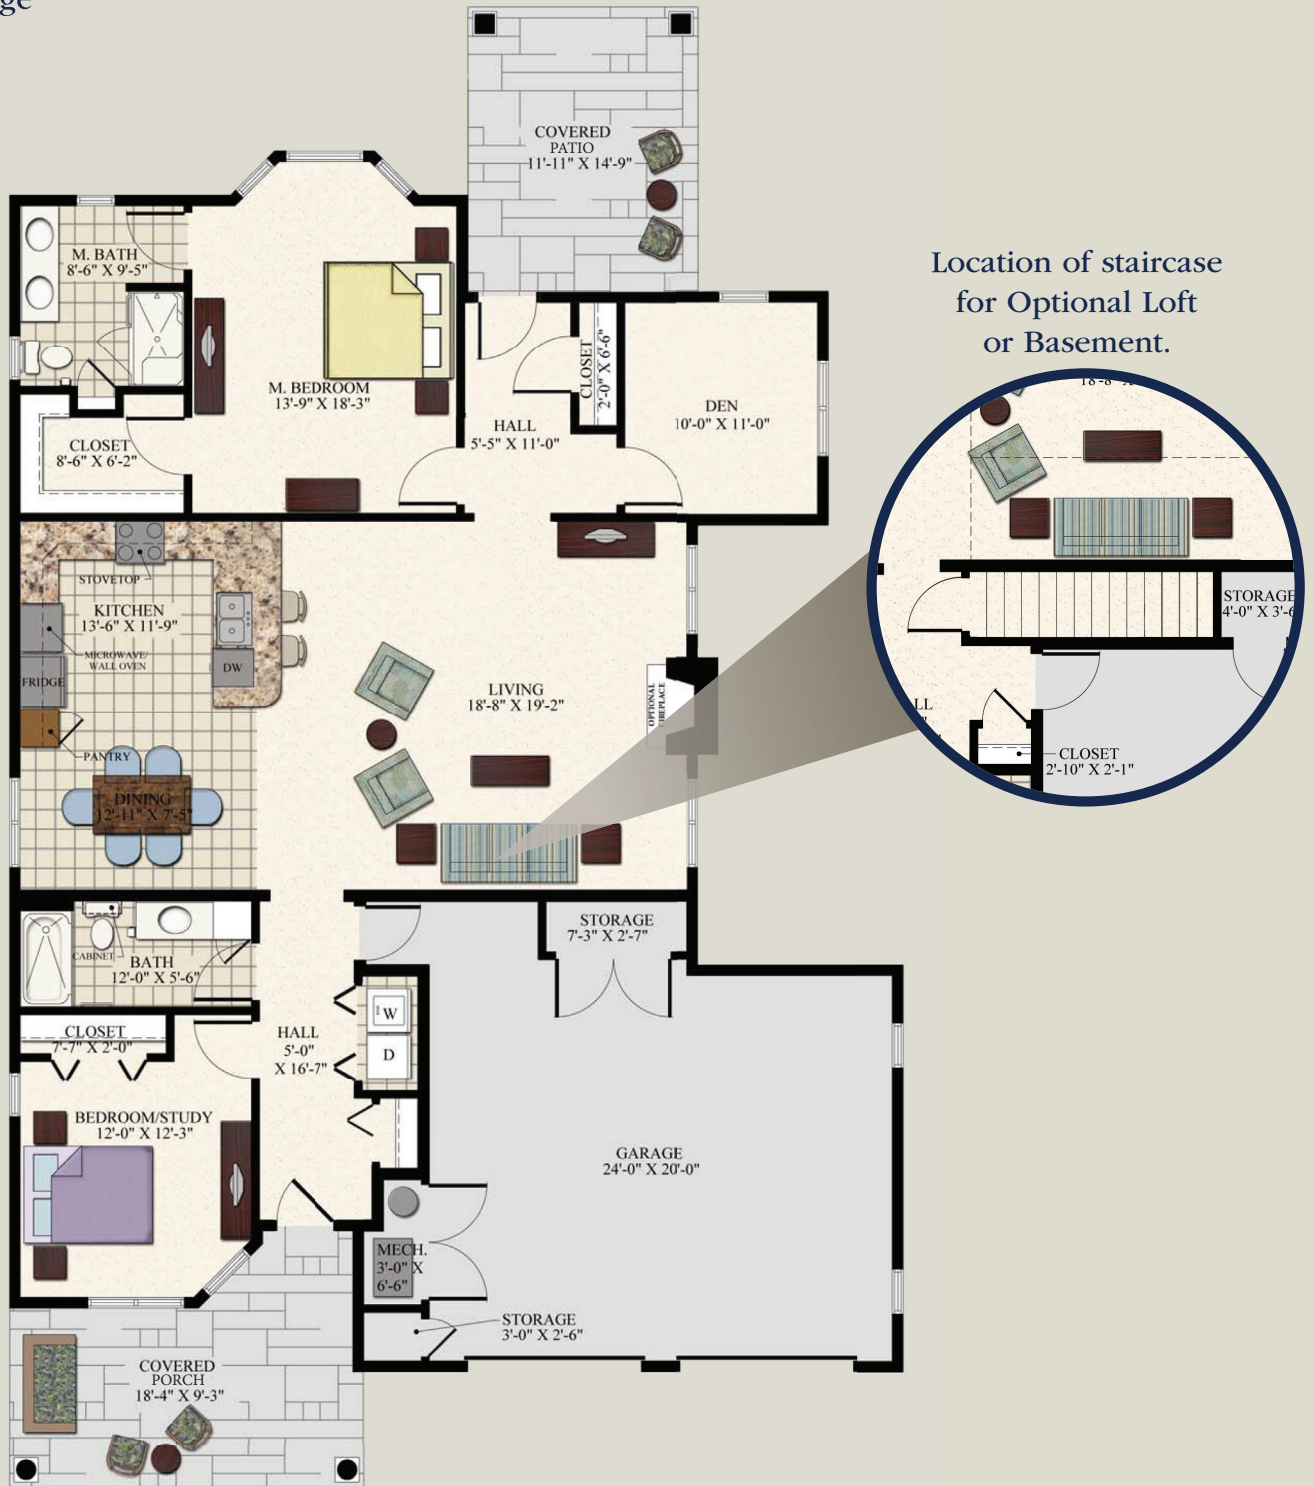 COVERED
PATIO
11'-11" X 14'-9"
M. BATH
8'-6" X 9'-5"
M. BEDROOM
13'-9" X 18'-3"
CLOSET
8'-6" X 6'-2"
HALL
5'-5" X 11'-0"
CLOSET
2'-0" X 6'-6"
DEN
10'-0" X 11'-0"
Location of staircase
for Optional Loft
or Basement.
STORAGE
CLOSET
2'-10" X 2'-1"
STOVETOP
KITCHEN
13'-6" X 11'-9"
MICROWAVE/
WALL OVEN
FRIDGE
DW
PANTRY
DINING
12'-11" X 7'-5"
LIVING
18'-8" X 19'-2"
OPTIONAL
FIREPLACE
CABINET
BATH
12'-0" X 5'-6"
STORAGE
7'-3" X 2'-7"
CLOSET
7'-7" X 2'-0"
HALL
5'-0"
X 16'-7"
W
D
BEDROOM/STUDY
12'-0" X 12'-3"
GARAGE
24'-0" X 20'-0"
MECH.
3'-0" X
6'-6"
STORAGE
3'-0" X 2'-6"
COVERED
PORCH
18'-4" X 9'-3"